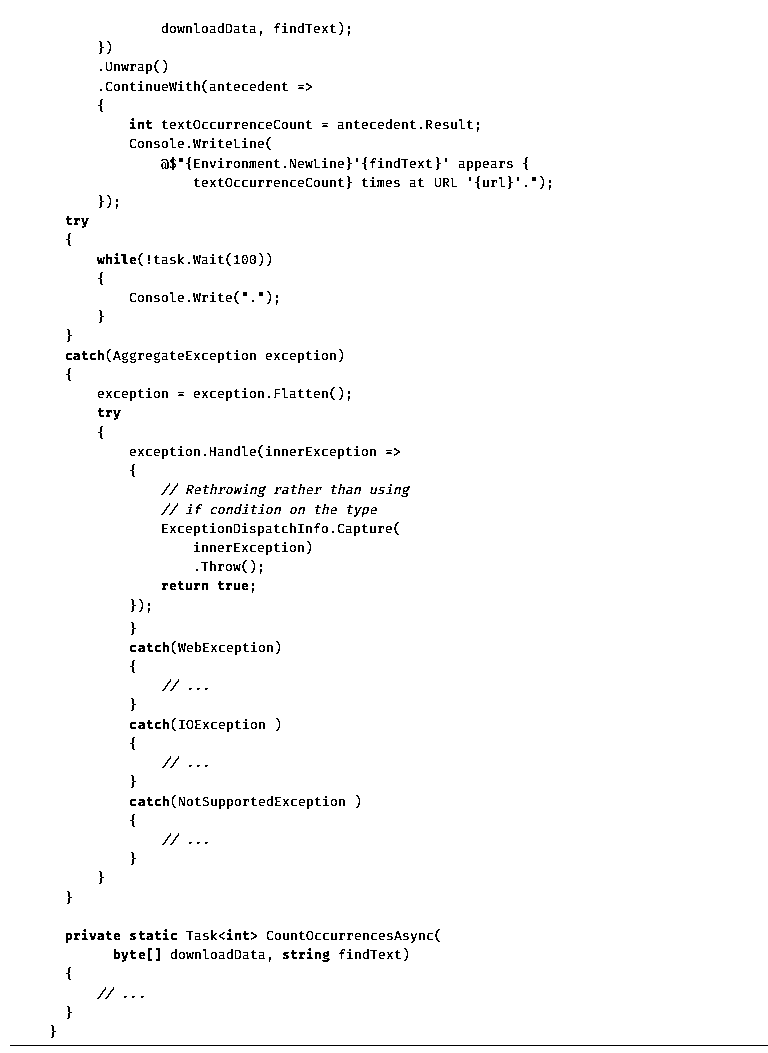 downloadData, findText);
})
.Unwrap()
.ContinueWith(antecedent =>
{
int textOccurrenceCount = antecedent.Result;
Console.WriteLine(
@$"{Environment.NewLine}'{findText}' appears {
textOccurrenceCount} times at URL '{url}'.");
});
try
{
while(!task.Wait(100))
{
Console.Write(".");
}
}
catch(AggregateException exception)
{
exception = exception.Flatten();
try
{
exception.Handle(innerException =>
{
// Rethrowing rather than using
// if condition on the type
ExceptionDispatchInfo.Capture(
innerException)
.Throw();
return true;
});
}
catch(WebException)
{
// ...
}
catch(IOException )
{
// ...
}
catch(NotSupportedException )
{
// ...
}
}
}
private static Task<int> CountOccurrencesAsync(
byte[] downloadData, string findText)
{
// ...
}
}